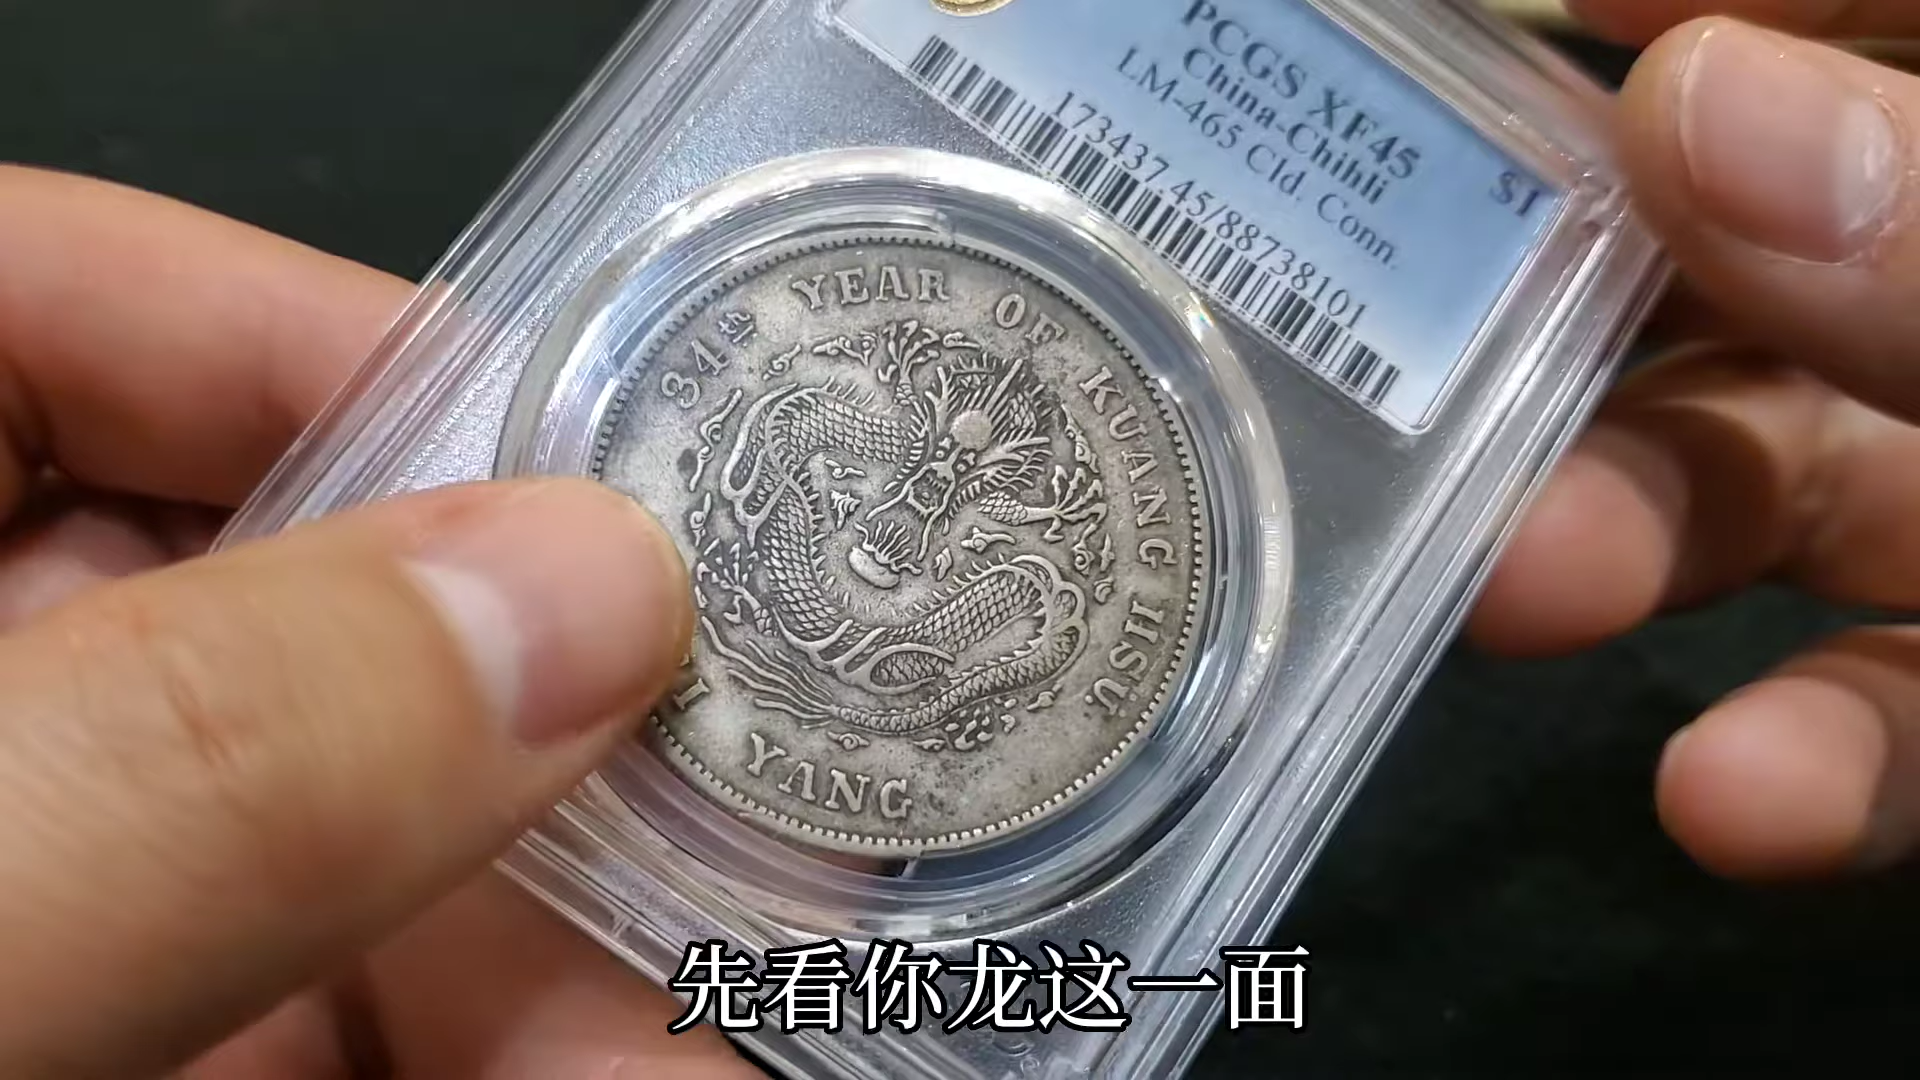 PCGS XF45
China-Chihli $1
LM-465 Cld. Conn.
173437.45/88738101
34th YEAR OF KUANG HSU.
YANG
先看你龙这一面